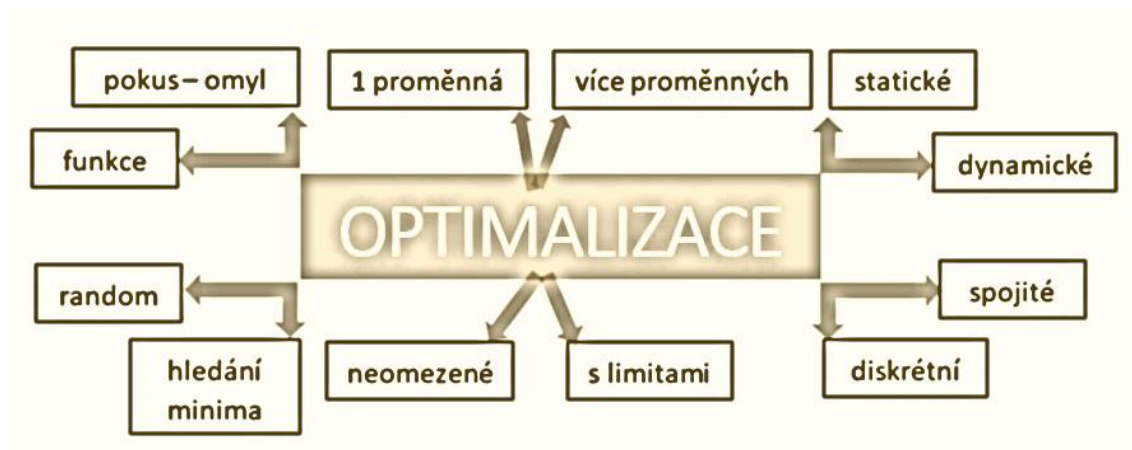 pokus – omyl
1 proměnná
více proměnných
statické
funkce
dynamické
OPTIMALIZACE
random
spojité
hledání
minima
neomezené
s limitami
diskrétní